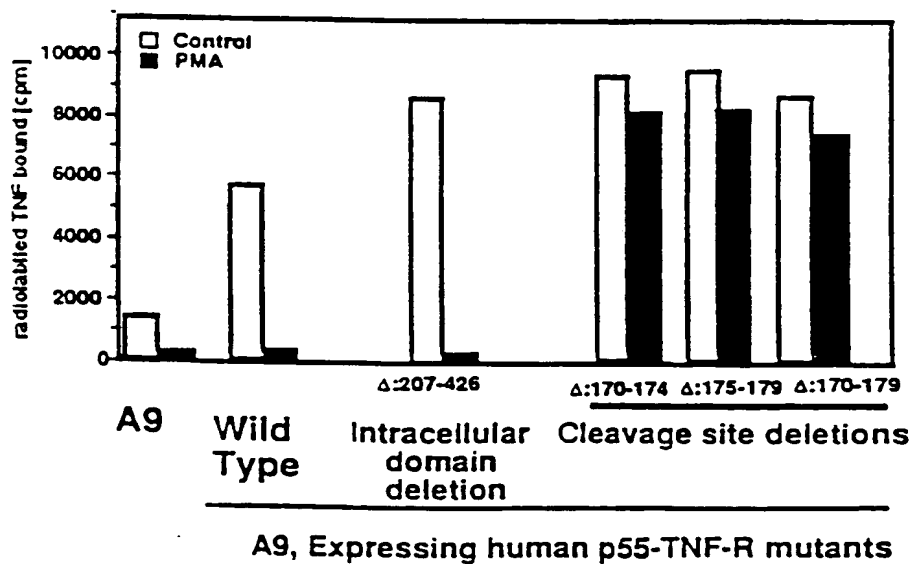 Control
PMA
radiolablled TNF bound [cpm]
10000
8000
6000
4000
2000
0
Δ:207-426
Δ:170-174
Δ:175-179
Δ:170-179
A9
Wild
Type
Intracellular
domain
deletion
Cleavage site deletions
A9, Expressing human p55-TNF-R mutants